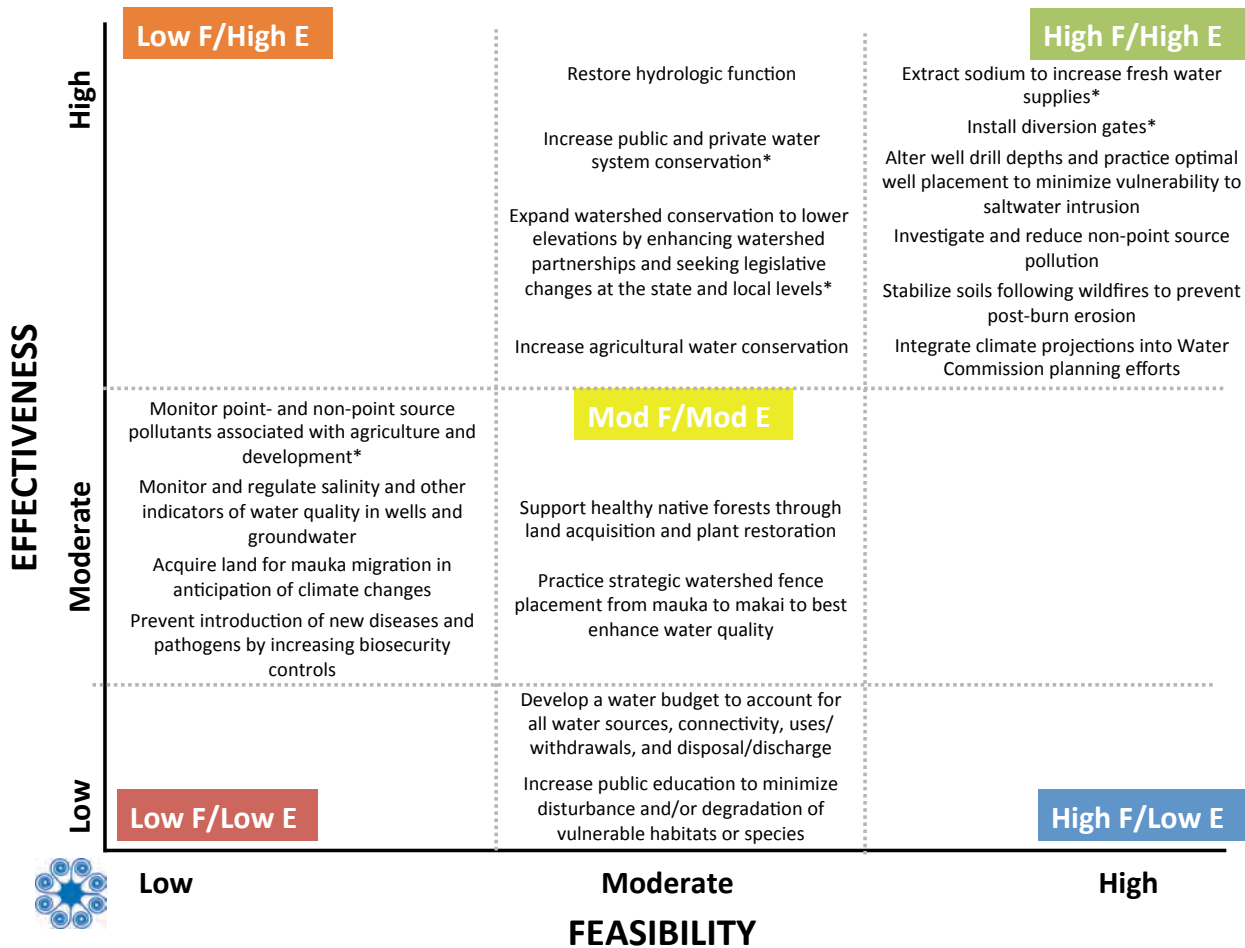 Low F/High E
High F/High E
High
Restore hydrologic function
Increase public and private water
system conservation*
Expand watershed conservation to lower
elevations by enhancing watershed
partnerships and seeking legislative
changes at the state and local levels*
Increase agricultural water conservation
Extract sodium to increase fresh water
supplies*
Install diversion gates*
Alter well drill depths and practice optimal
well placement to minimize vulnerability to
saltwater intrusion
Investigate and reduce non-point source
pollution
Stabilize soils following wildfires to prevent
post-burn erosion
Integrate climate projections into Water
Commission planning efforts
EFFECTIVENESS
Moderate
Monitor point- and non-point source
pollutants associated with agriculture and
development*
Monitor and regulate salinity and other
indicators of water quality in wells and
groundwater
Acquire land for mauka migration in
anticipation of climate changes
Prevent introduction of new diseases and
pathogens by increasing biosecurity
controls
Mod F/Mod E
Support healthy native forests through
land acquisition and plant restoration
Practice strategic watershed fence
placement from mauka to makai to best
enhance water quality
Low
Low F/Low E
Develop a water budget to account for
all water sources, connectivity, uses/
withdrawals, and disposal/discharge
Increase public education to minimize
disturbance and/or degradation of
vulnerable habitats or species
High F/Low E
Low
Moderate
High
FEASIBILITY